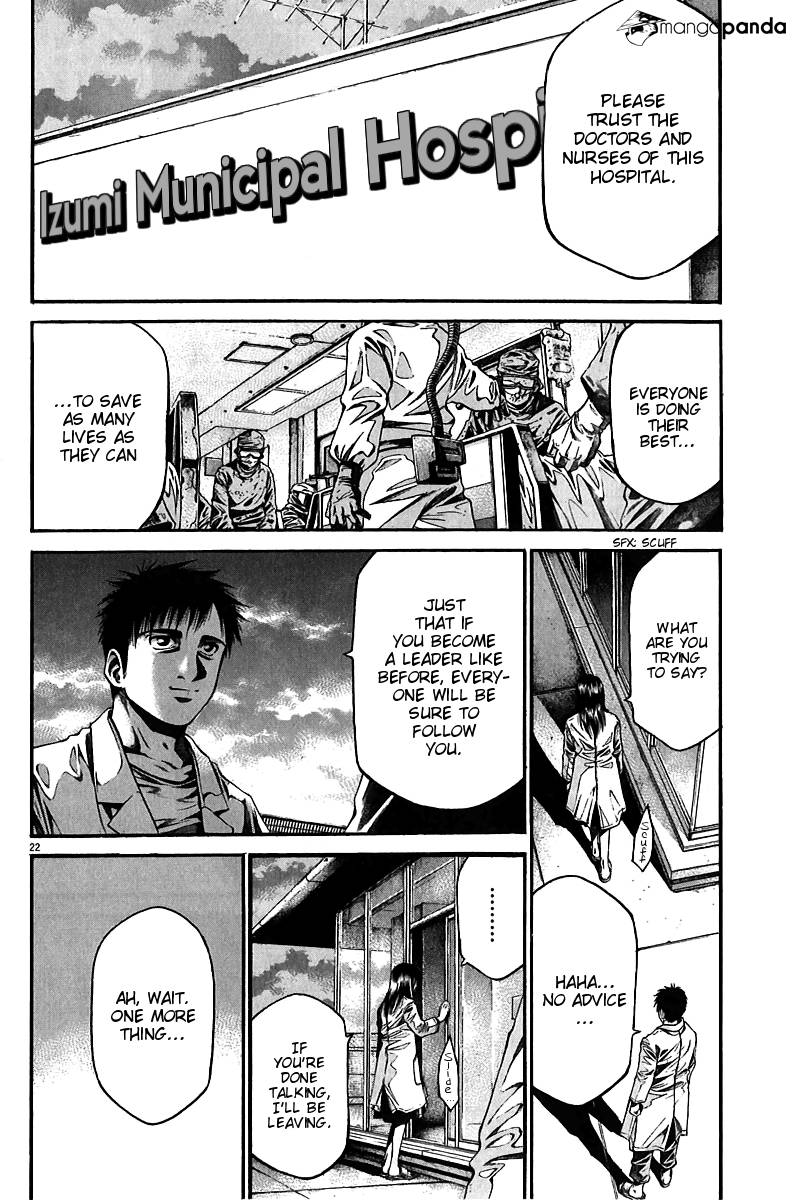 mangapanda
PLEASE
TRUST THE
DOCTORS AND
NURSES OF THIS
HOSPITAL.
Izumi Municipal Hospi
EVERYONE
IS DOING
THEIR
BEST...
...TO SAVE
AS MANY
LIVES AS
THEY CAN
SFX: SCUFF
WHAT
ARE YOU
TRYING
TO SAY?
Scuff
HAHA...
NO ADVICE
...
JUST
THAT IF
YOU BECOME
A LEADER LIKE
BEFORE, EVERY-
ONE WILL BE
SURE TO
FOLLOW
YOU.
22
.........
Slide
IF
YOU'RE
DONE
TALKING,
I'LL BE
LEAVING.
AH, WAIT.
ONE MORE
THING...